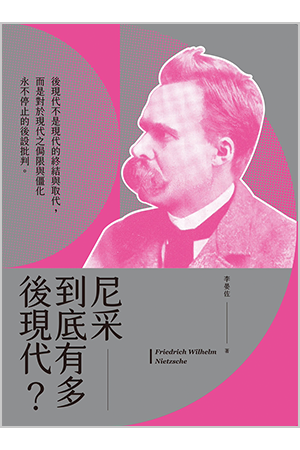 後現代不是現代的終結與取代，
而是對於現代之侷限與僵化
永不停止的後設批判。
尼采
到底有多
後現代？
李晏佐
著
Friedrich Wilhelm
Nietzsche